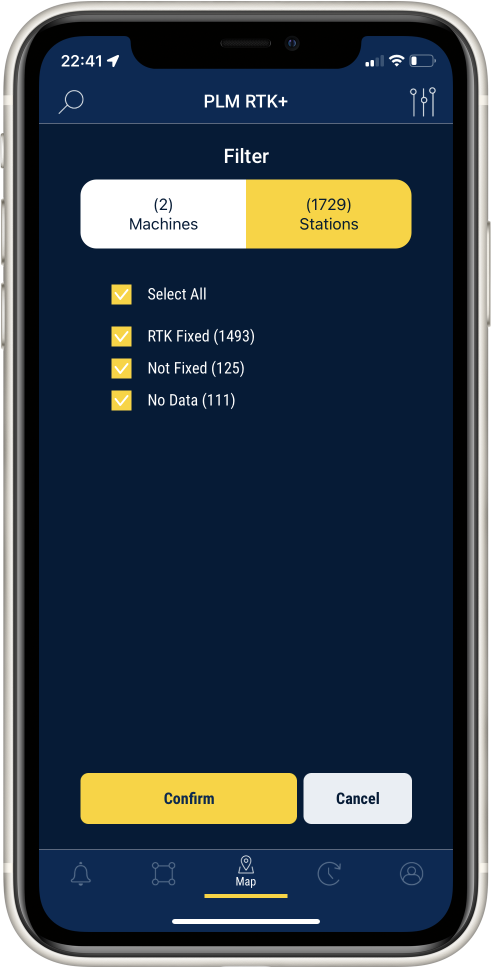 22:41
PLM RTK+
Filter
(2)
Machines
(1729)
Stations
Select All
RTK Fixed (1493)
Not Fixed (125)
No Data (111)
Confirm
Cancel
Map